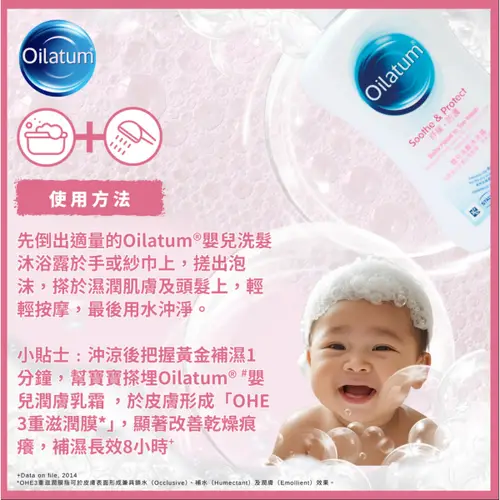 Oilatum®
Oilatum
Soothe & Protect
舒緩·防護
使用方法
先倒出適量的Oilatum®嬰兒洗髮
沐浴露於手或紗巾上，搓出泡
沫，搽於濕潤肌膚及頭髮上，輕
輕按摩，最後用水沖淨。
小貼士：沖涼後把握黃金補濕1
分鐘，幫寶寶搽埋Oilatum® #嬰
兒潤膚乳霜 ，於皮膚形成「OHE
3重滋潤膜*」，顯著改善乾燥痕
癢，補濕長效8小時+
+Data on file, 2014
*OHE3重滋潤膜指可於皮膚表面形成兼具鎖水（Occlusive）、補水（Humectant）及潤膚（Emollient）效果。